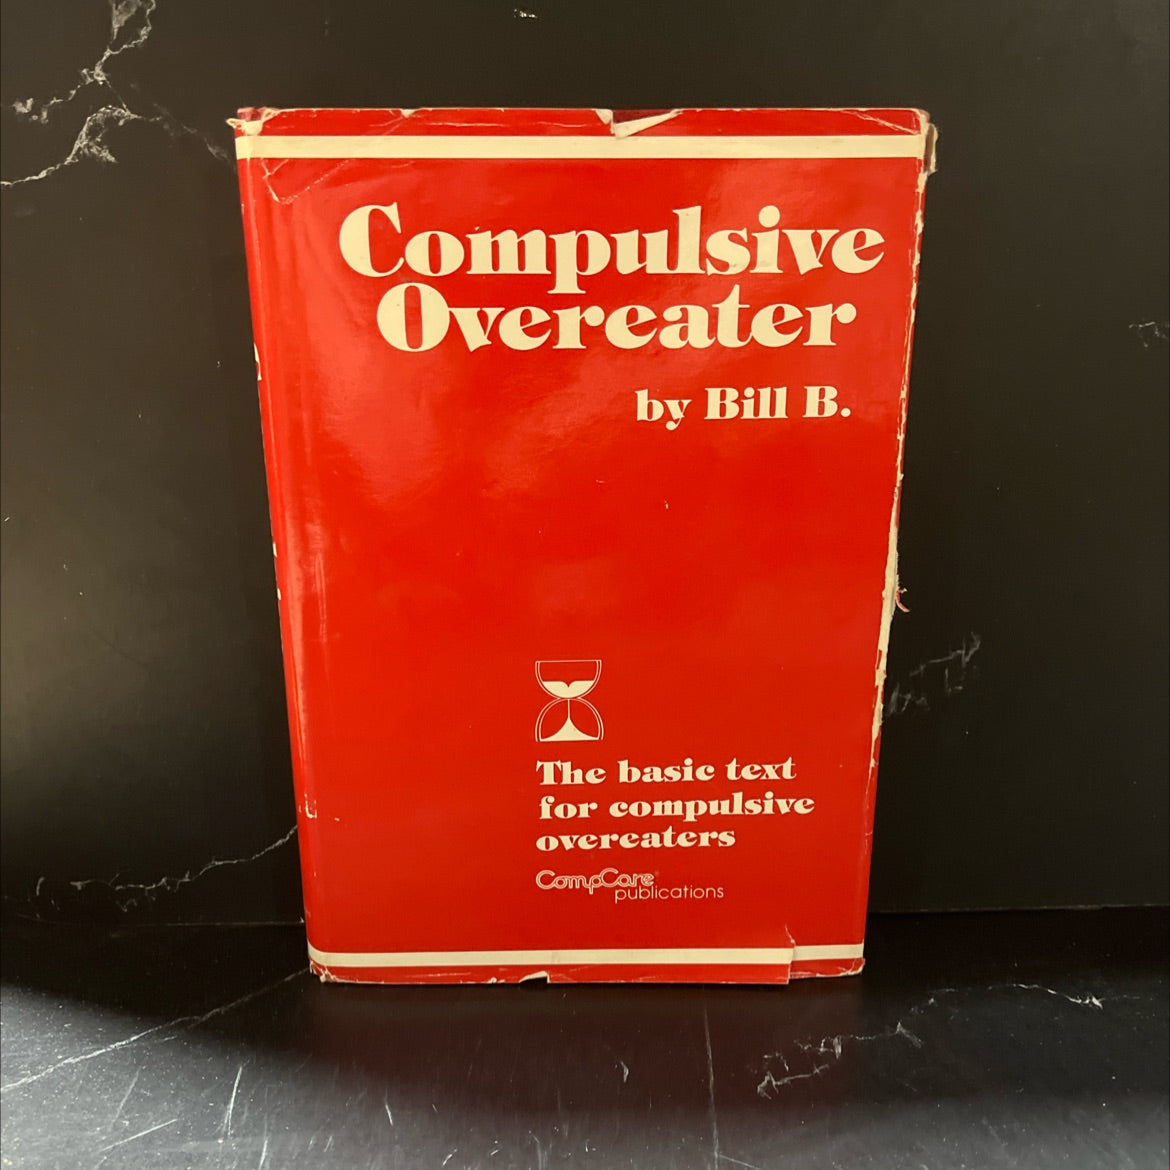 Compulsive
Overeater
by Bill B.
The basic text
for compulsive
overeaters
CompCare®
publications